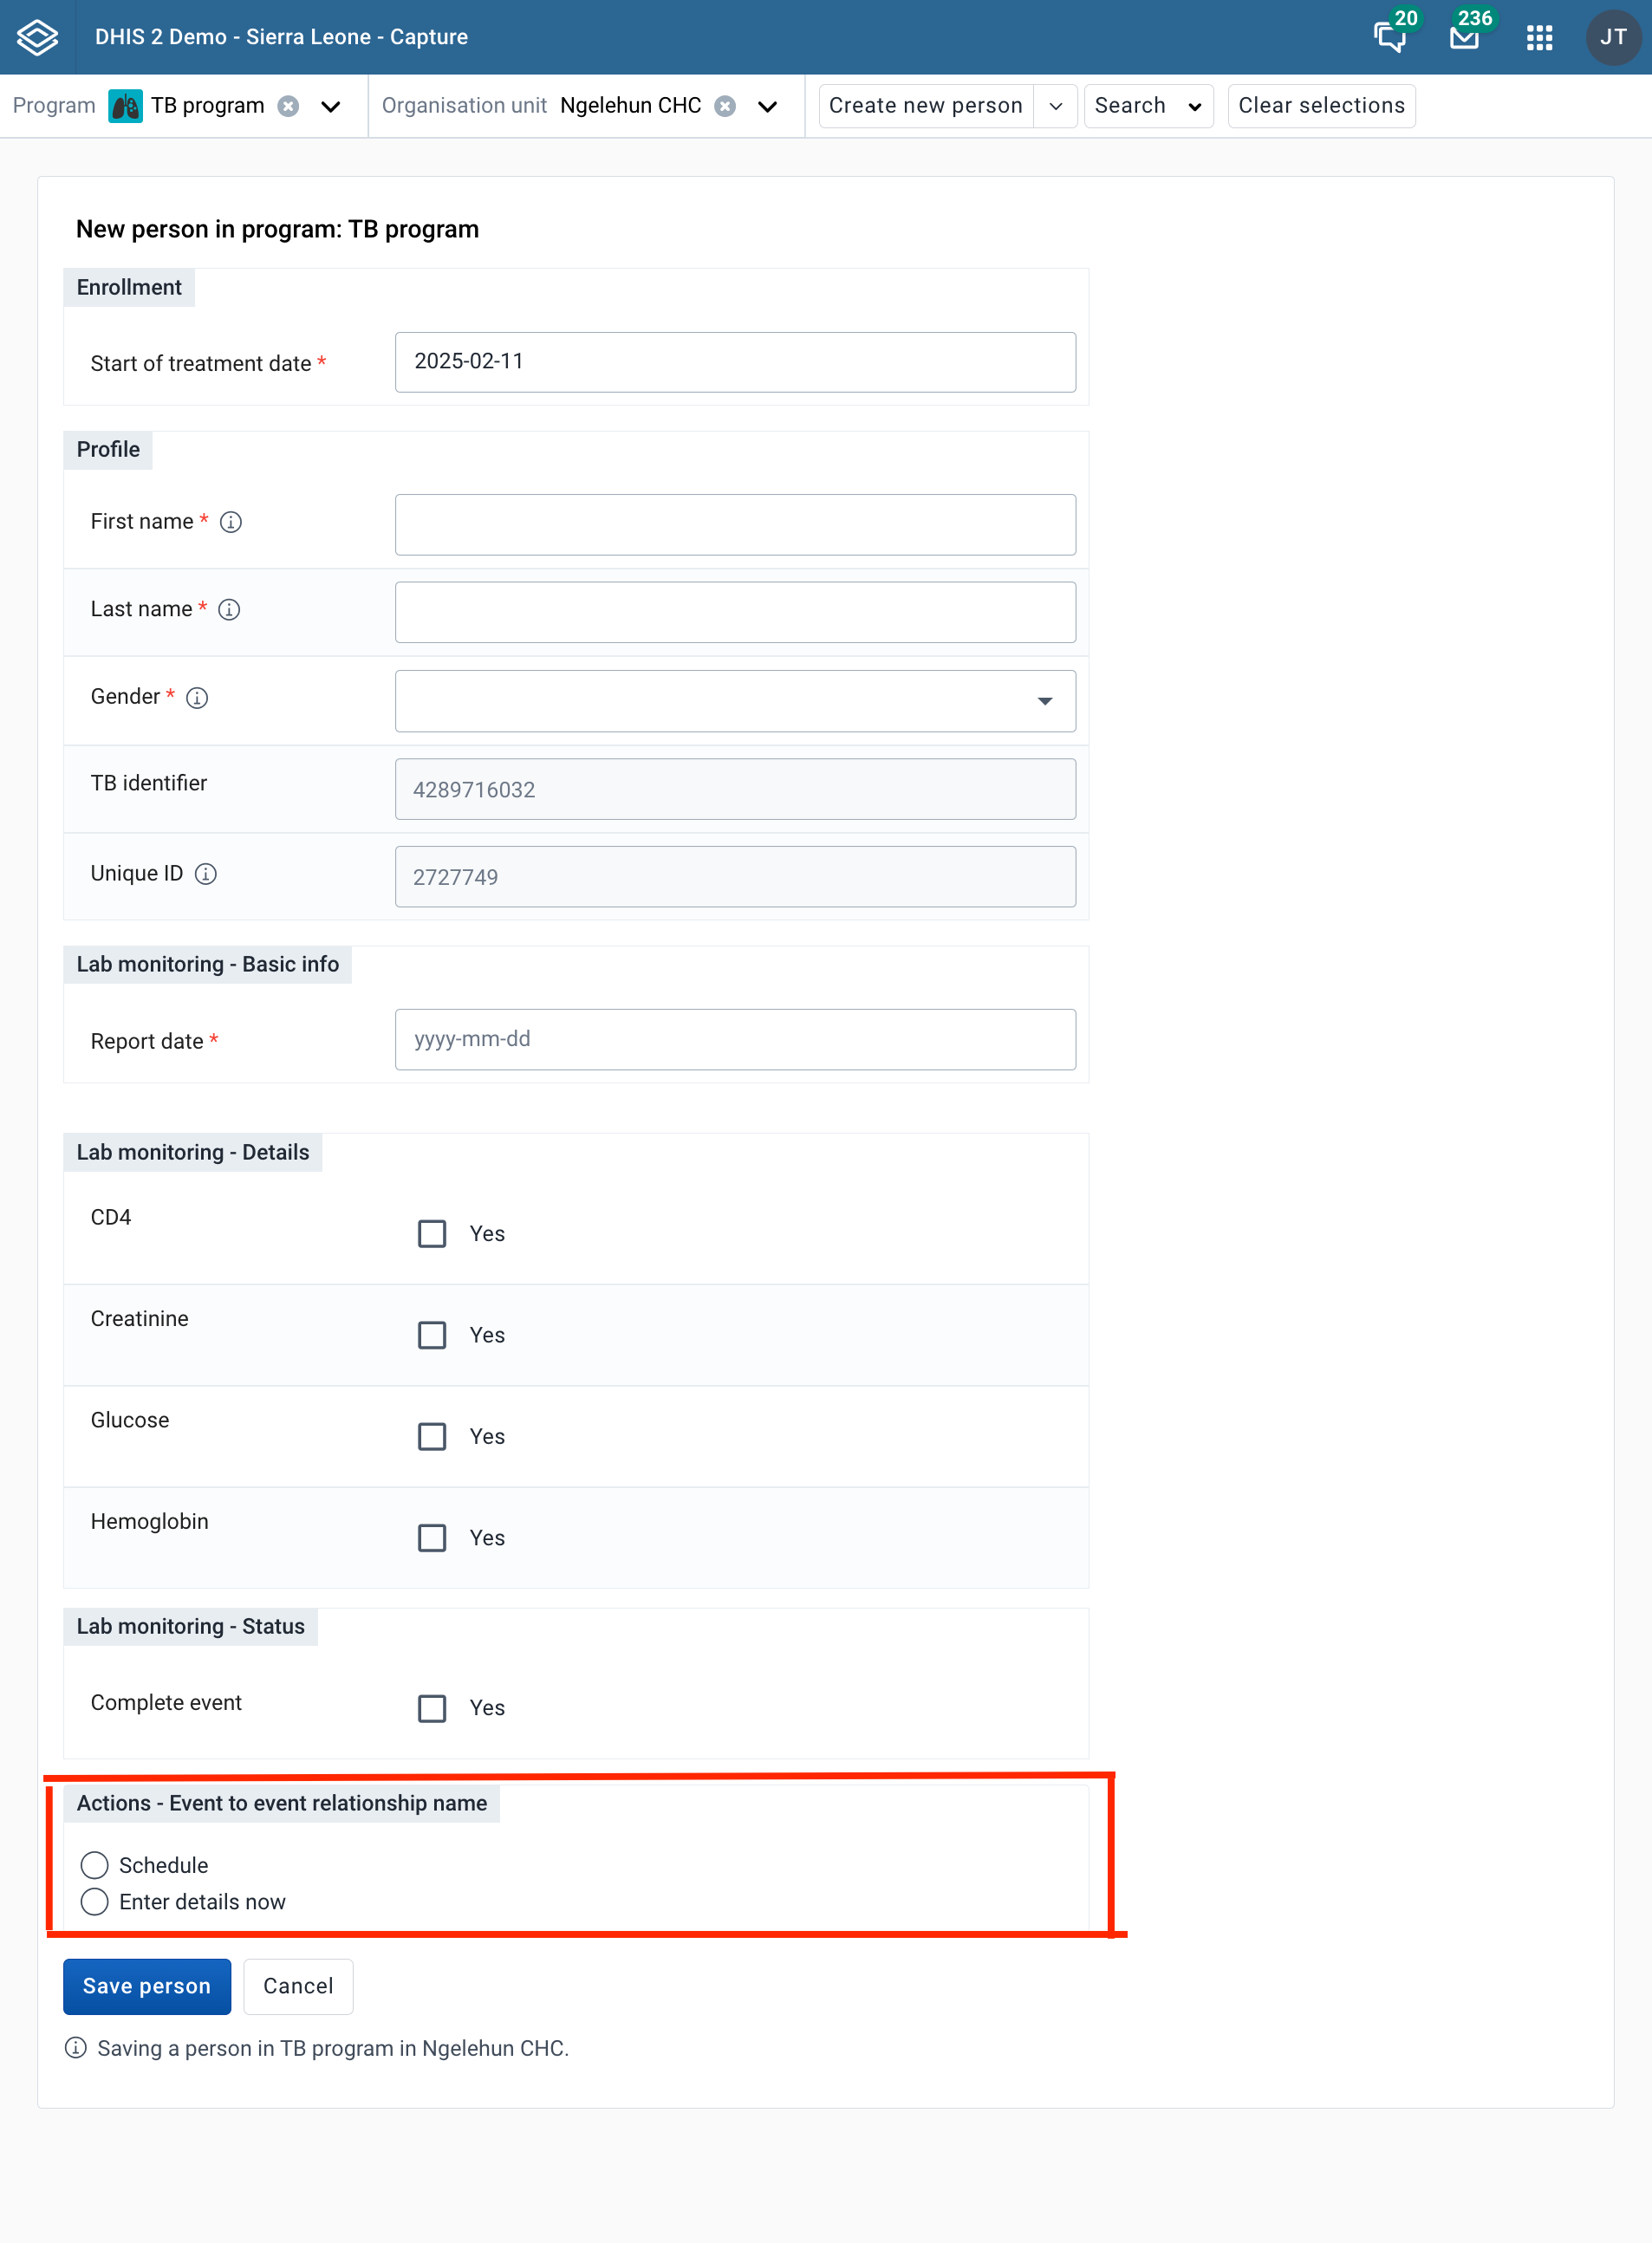 DHIS 2 Demo - Sierra Leone - Capture 20 236 JT
Program TB program Organisation unit Ngelehun CHC Create new person Search Clear selections
New person in program: TB program
Enrollment
Start of treatment date * 2025-02-11
Profile
First name *
Last name *
Gender *
TB identifier 4289716032
Unique ID 2727749
Lab monitoring - Basic info
Report date * yyyy-mm-dd
Lab monitoring - Details
CD4 Yes
Creatinine Yes
Glucose Yes
Hemoglobin Yes
Lab monitoring - Status
Complete event Yes
Actions - Event to event relationship name
Schedule
Enter details now
Save person Cancel
Saving a person in TB program in Ngelehun CHC.